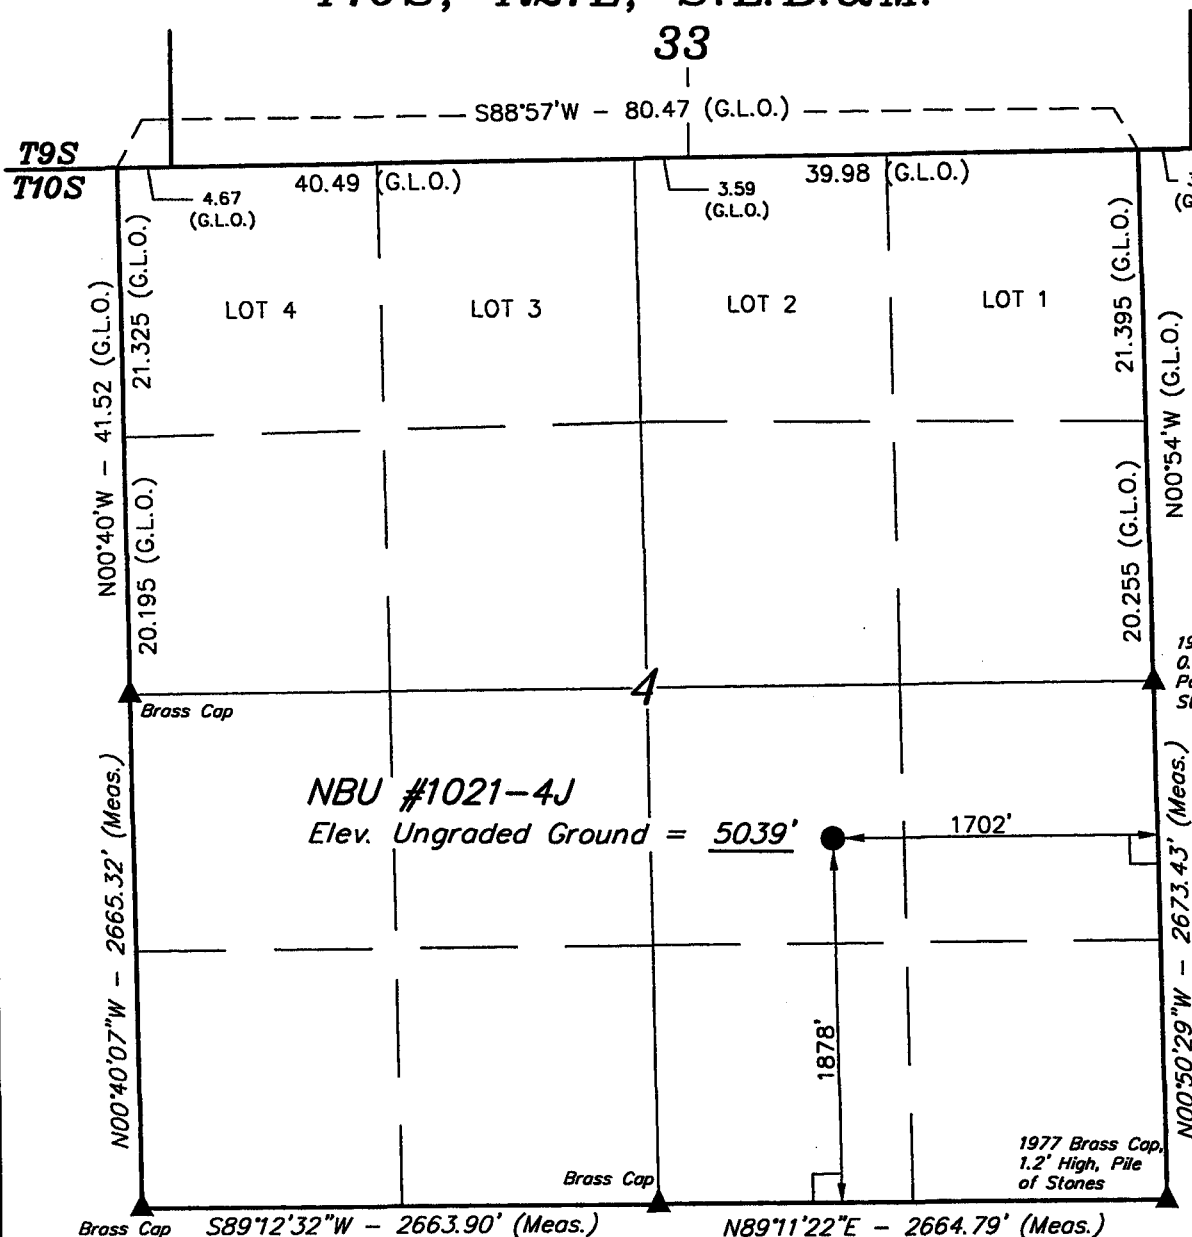 33
S88°57'W - 80.47 (G.L.O.)
T9S
T10S
4.67
(G.L.O.)
40.49 (G.L.O.)
3.59
(G.L.O.)
39.98 (G.L.O.)
LOT 4
LOT 3
LOT 2
LOT 1
N00°40'W - 41.52 (G.L.O.)
21.325 (G.L.O.)
20.195 (G.L.O.)
21.395 (G.L.O.)
20.255 (G.L.O.)
N00°54'W (G.L.O.)
4
Brass Cap
NBU #1021-4J
Elev. Ungraded Ground = 5039'
1702'
1878'
N00°40'07"W - 2665.32' (Meas.)
N00°50'29"W - 2673.43' (Meas.)
1977 Brass Cap,
1.2' High, Pile
of Stones
Brass Cap
Brass Cap
S89°12'32"W - 2663.90' (Meas.)
N89°11'22"E - 2664.79' (Meas.)